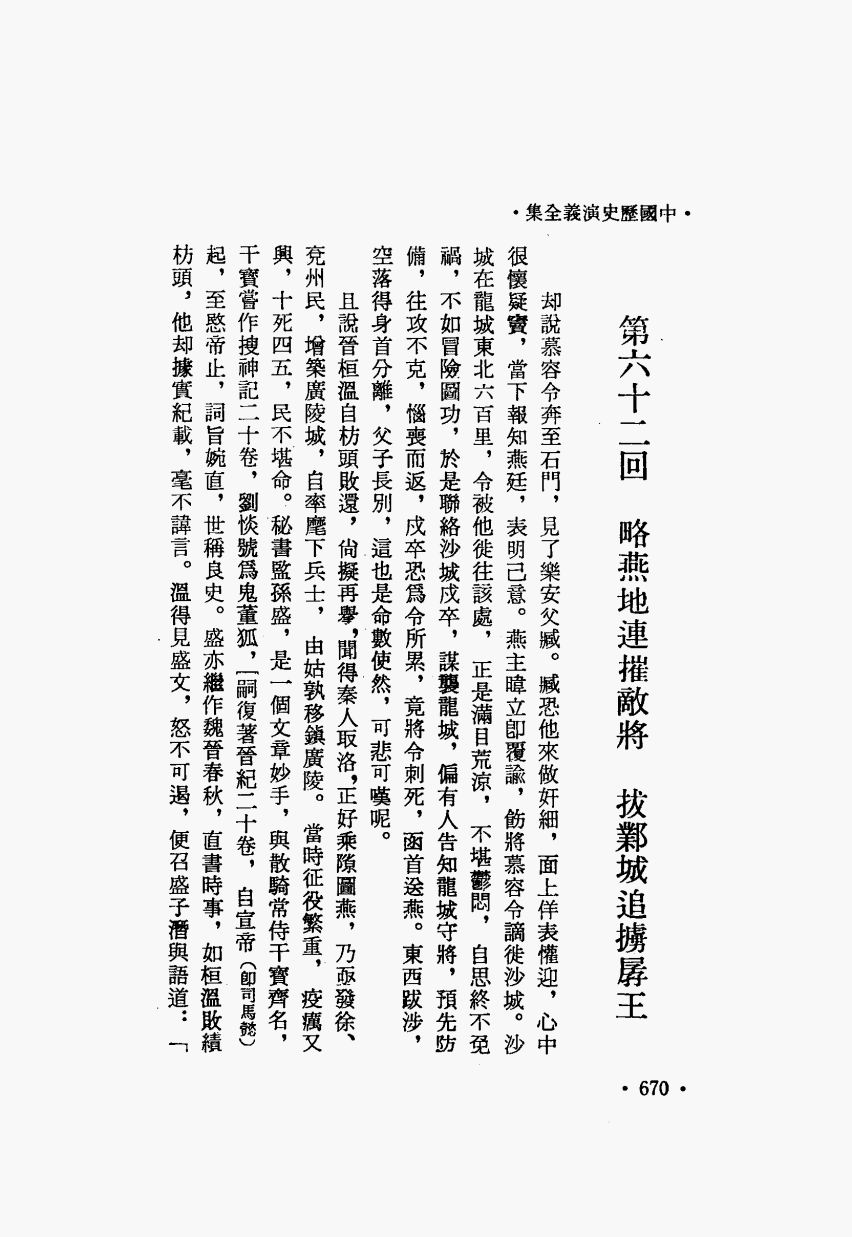 ·中國歷史演義全集·
第六十二回　略燕地連摧敵將　拔鄴城追擄孱王
却說慕容令奔至石門，見了樂安父臧。臧恐他來做奸細，面上佯表懽迎，心中
很懷疑竇，當下報知燕廷，表明己意。燕主暐立卽覆諭，飭將慕容令謫徙沙城。沙
城在龍城東北六百里，令被他徙往該處，正是滿目荒涼，不堪鬱悶，自思終不免
禍，不如冒險圖功，於是聯絡沙城戍卒，謀襲龍城，偏有人告知龍城守將，預先防
備，往攻不克，惱喪而返，戍卒恐爲令所累，竟將令刺死，函首送燕。東西跋涉，
空落得身首分離，父子長別，這也是命數使然，可悲可嘆呢。
且說晉桓溫自枋頭敗還，尙擬再擧，聞得秦人取洛，正好乘隙圖燕，乃亟發徐、
兗州民，增築廣陵城，自率麾下兵士，由姑孰移鎭廣陵。當時征役繁重，疫癘又
興，十死四五，民不堪命。秘書監孫盛，是一個文章妙手，與散騎常侍干寶齊名，
干寶嘗作搜神記二十卷，劉惔號爲鬼董狐，嗣復著晉紀二十卷，自宣帝（卽司馬懿）
起，至愍帝止，詞旨婉直，世稱良史。盛亦繼作魏晉春秋，直書時事，如桓溫敗績
枋頭，他却據實紀載，毫不諱言。溫得見盛文，怒不可遏，便召盛子潛與語道：「
·670·